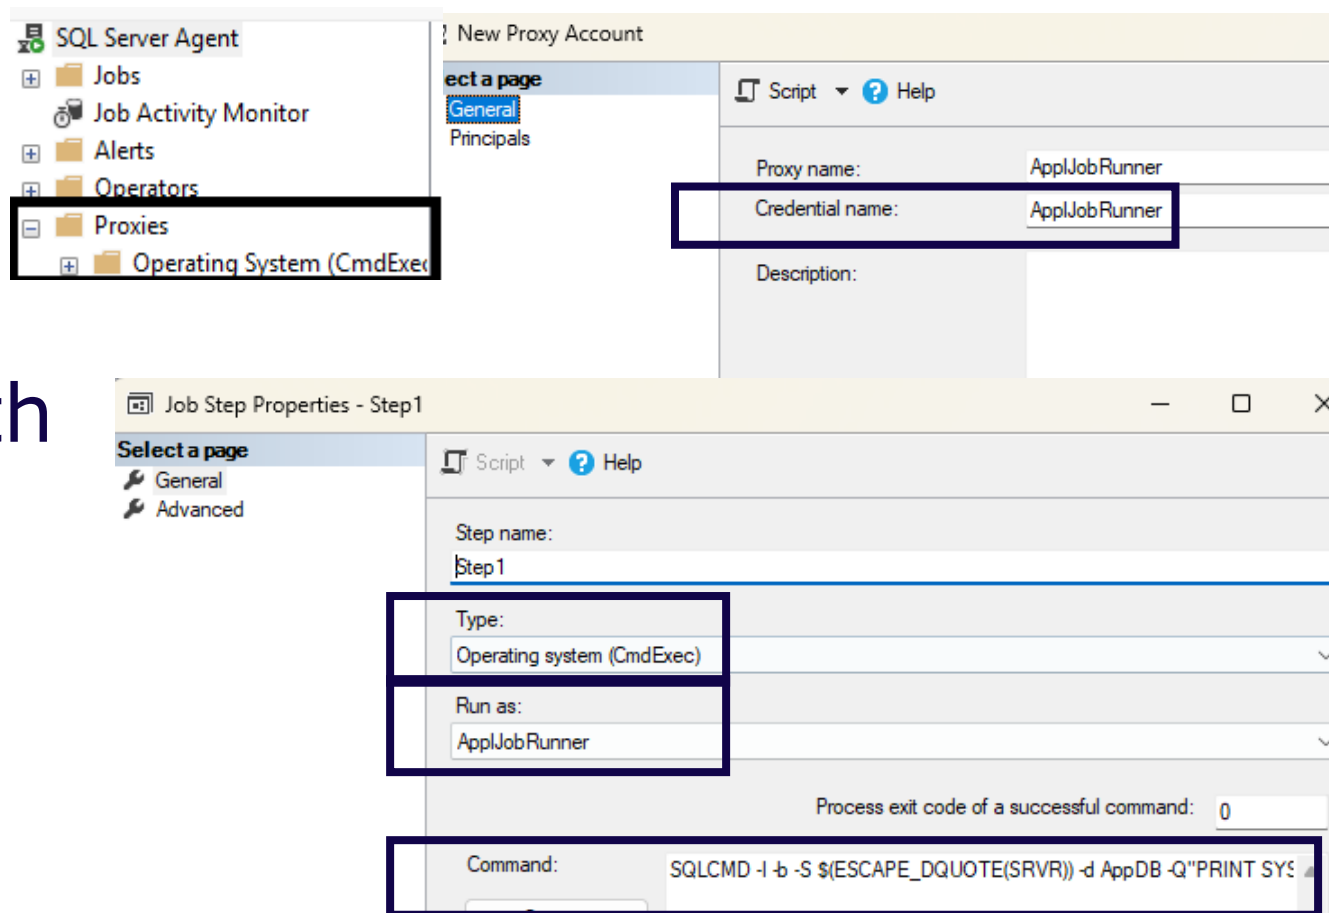 SQL Server Agent
Jobs
Job Activity Monitor
Alerts
Operators
Proxies
Operating System (CmdExec
New Proxy Account
ect a page
General
Principals
Script
Help
Proxy name:
ApplJobRunner
Credential name:
ApplJobRunner
Description:
th
Job Step Properties - Step1
Select a page
General
Advanced
Script
Help
Step name:
Step1
Type:
Operating system (CmdExec)
Run as:
ApplJobRunner
Process exit code of a successful command: 0
Command:
SQLCMD -I -b -S $(ESCAPE_DQUOTE(SRVR)) -d AppDB -Q"PRINT SYS